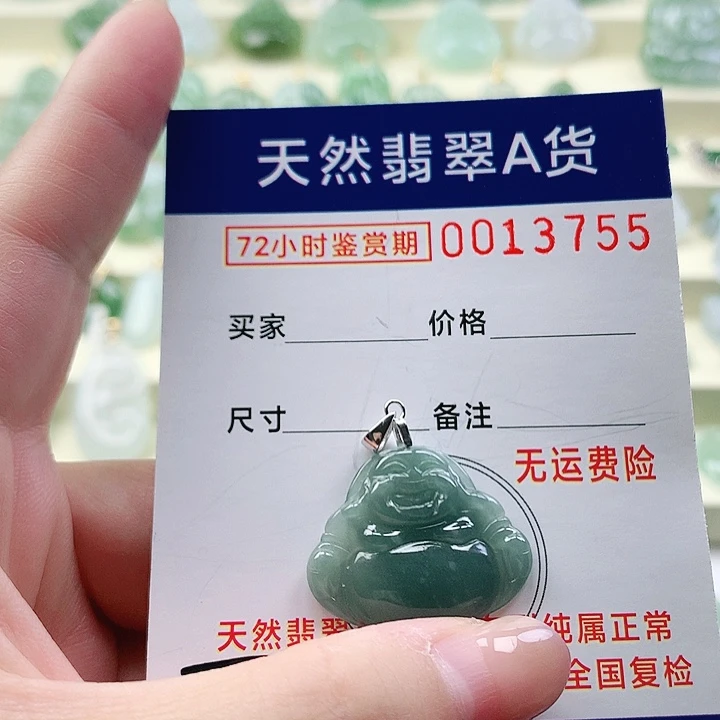 天然翡翠A货
72小时鉴赏期 0013755
买家 价格
尺寸 备注
无运费险
天然翡翠 纯属正常
全国复检